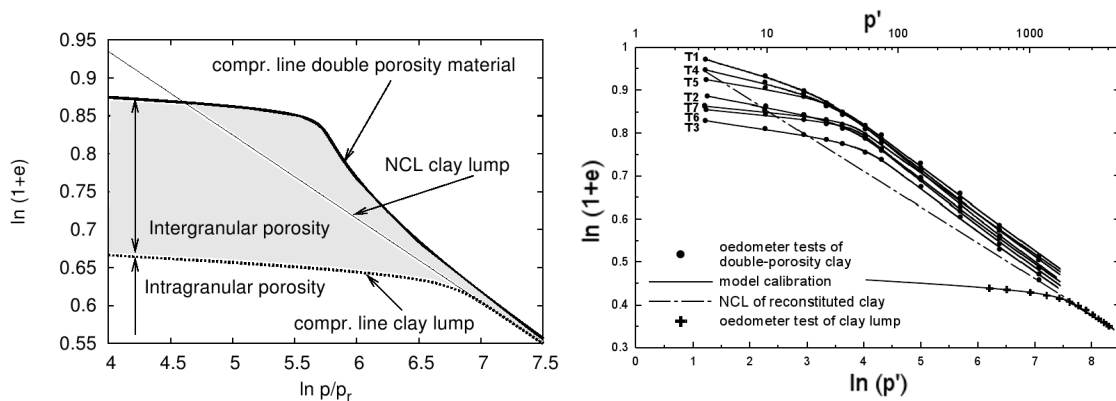 0.95
0.9
0.85
0.8
0.75
0.7
0.65
0.6
0.55
4
4.5
5
5.5
6
6.5
7
7.5
ln (1+e)
ln p/pr
compr. line double porosity material
NCL clay lump
Intergranular porosity
Intragranular porosity
compr. line clay lump
p'
1
10
100
1000
1
0.9
0.8
0.7
0.6
0.5
0.4
0.3
ln (1+e)
T1
T4
T5
T2
T7
T6
T3
oedometer tests of
double-porosity clay
model calibration
NCL of reconstituted clay
oedometer test of clay lump
0
1
2
3
4
5
6
7
8
ln (p')